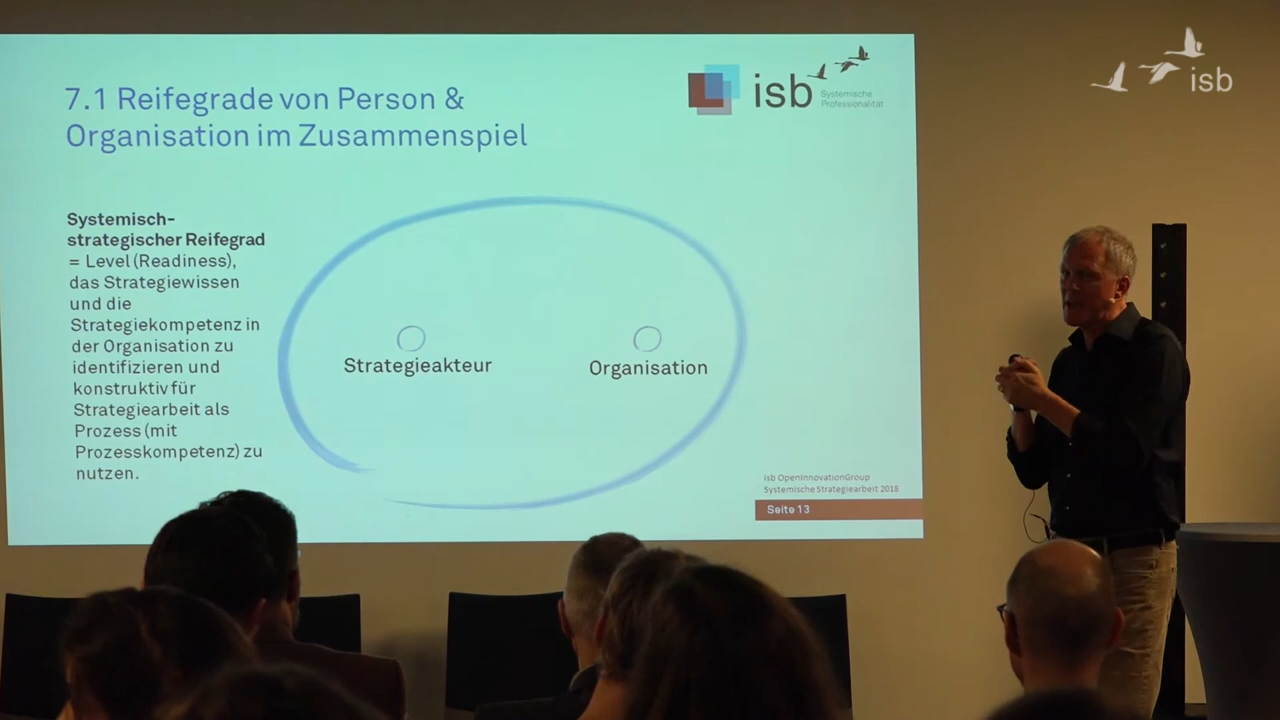 7.1 Reifegrade von Person &
Organisation im Zusammenspiel
isb
Systemische
Professionalität
isb
Systemisch-
strategischer Reifegrad
= Level (Readiness),
das Strategiewissen
und die
Strategiekompetenz in
der Organisation zu
identifizieren und
konstruktiv für
Strategiearbeit als
Prozess (mit
Prozesskompetenz) zu
nutzen.
Strategieakteur
Organisation
isb OpenInnovationGroup
Systemische Strategiearbeit 2018
Seite 13